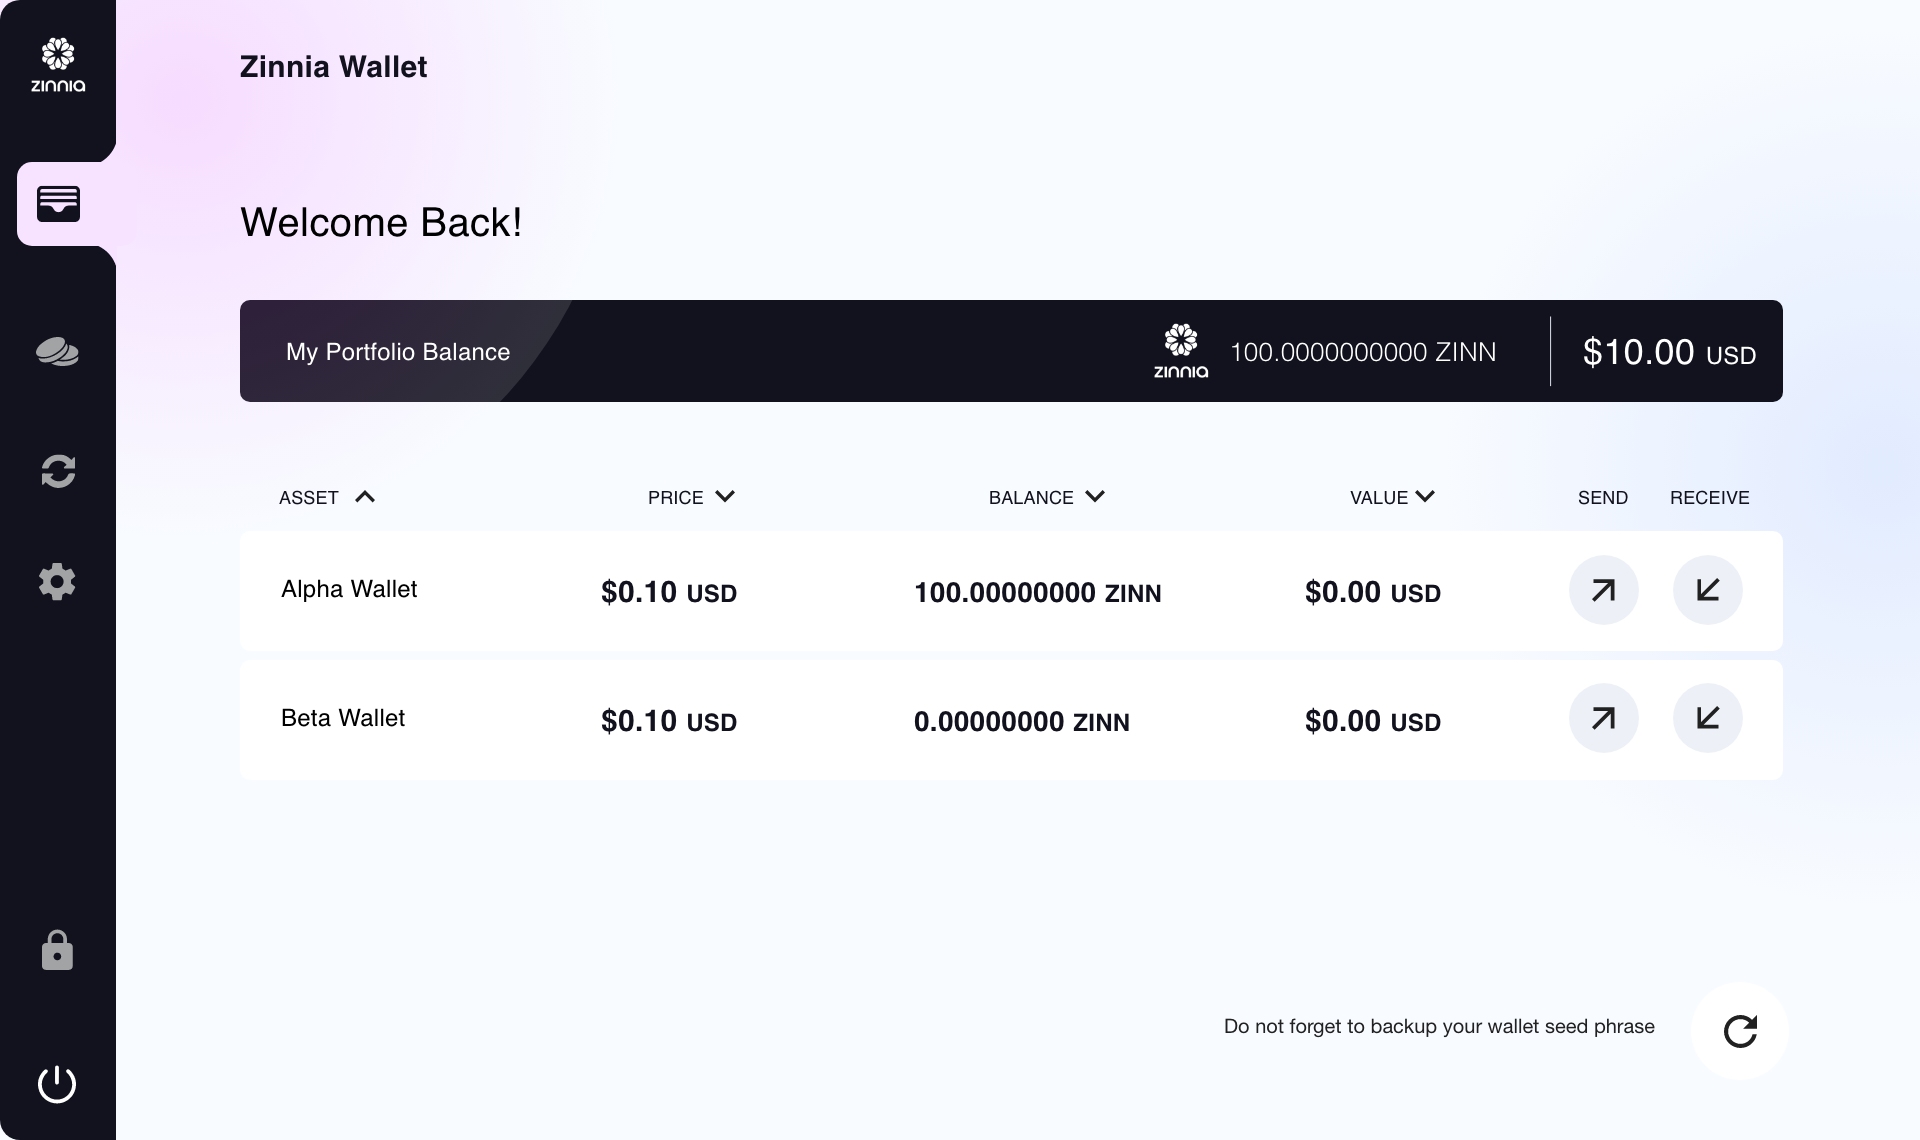 zinnia
Zinnia Wallet
Welcome Back!
My Portfolio Balance
zinnia
100.0000000000 ZINN
$10.00 USD
ASSET PRICE BALANCE VALUE SEND RECEIVE
Alpha Wallet $0.10 USD 100.00000000 ZINN $0.00 USD
Beta Wallet $0.10 USD 0.00000000 ZINN $0.00 USD
Do not forget to backup your wallet seed phrase